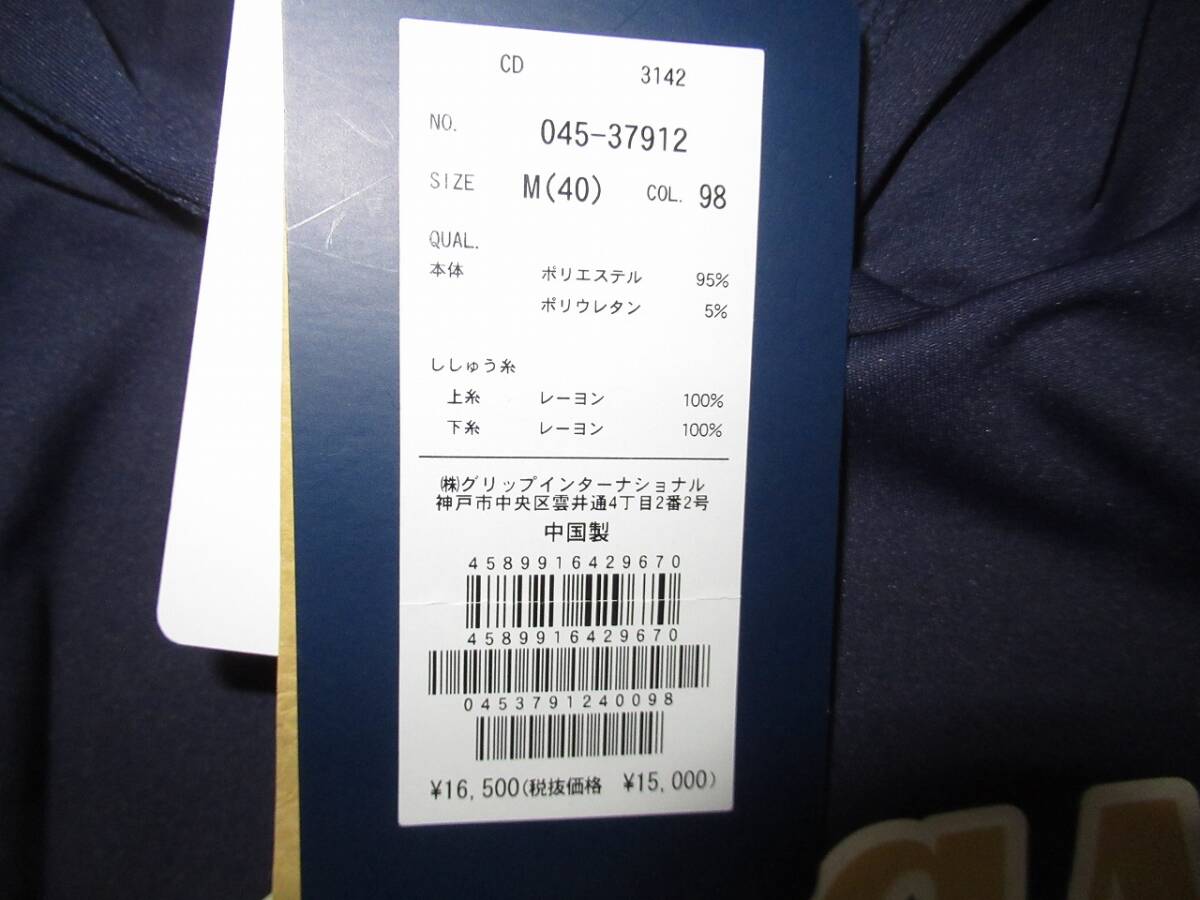 CD 3142
NO. 045-37912
SIZE M(40) COL. 98
QUAL.
本体 ポリエステル 95%
ポリウレタン 5%
ししゅう糸
上糸 レーヨン 100%
下糸 レーヨン 100%
㈱グリップインターナショナル
神戸市中央区雲井通4丁目2番2号
中国製
4589916429670
4589916429670
0453791240098
¥16,500(税抜価格 ¥15,000)